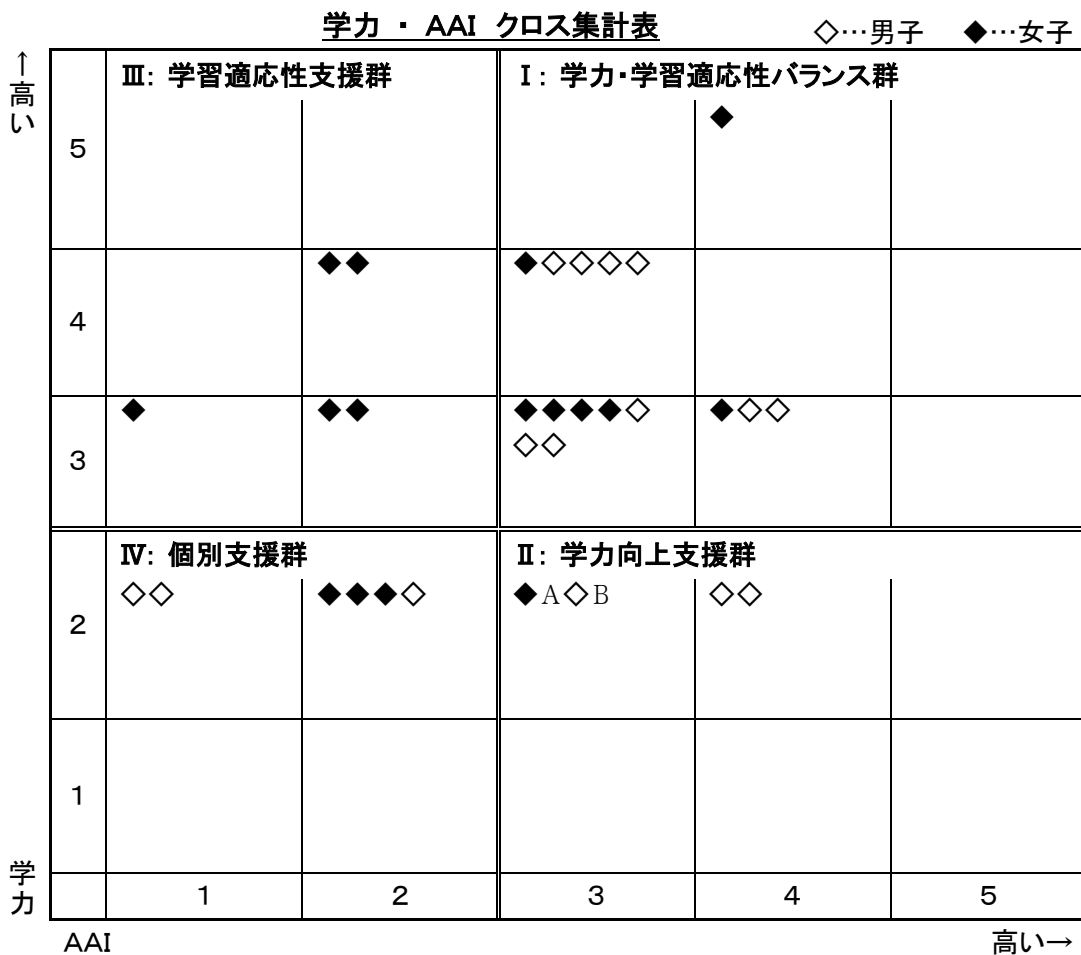 学力 ・ AAI クロス集計表
◇…男子 ◆…女子
↑高い
Ⅲ: 学習適応性支援群
Ⅰ: 学力・学習適応性バランス群
5
◆
4
◆◆
◆◇◇◇◇
3
◆
◆◆
◆◆◆◆◇
◇◇
◆◇◇
Ⅳ: 個別支援群
Ⅱ: 学力向上支援群
2
◇◇
◆◆◆◇
◆A◇B
◇◇
1
学力
1
2
3
4
5
AAI
高い→